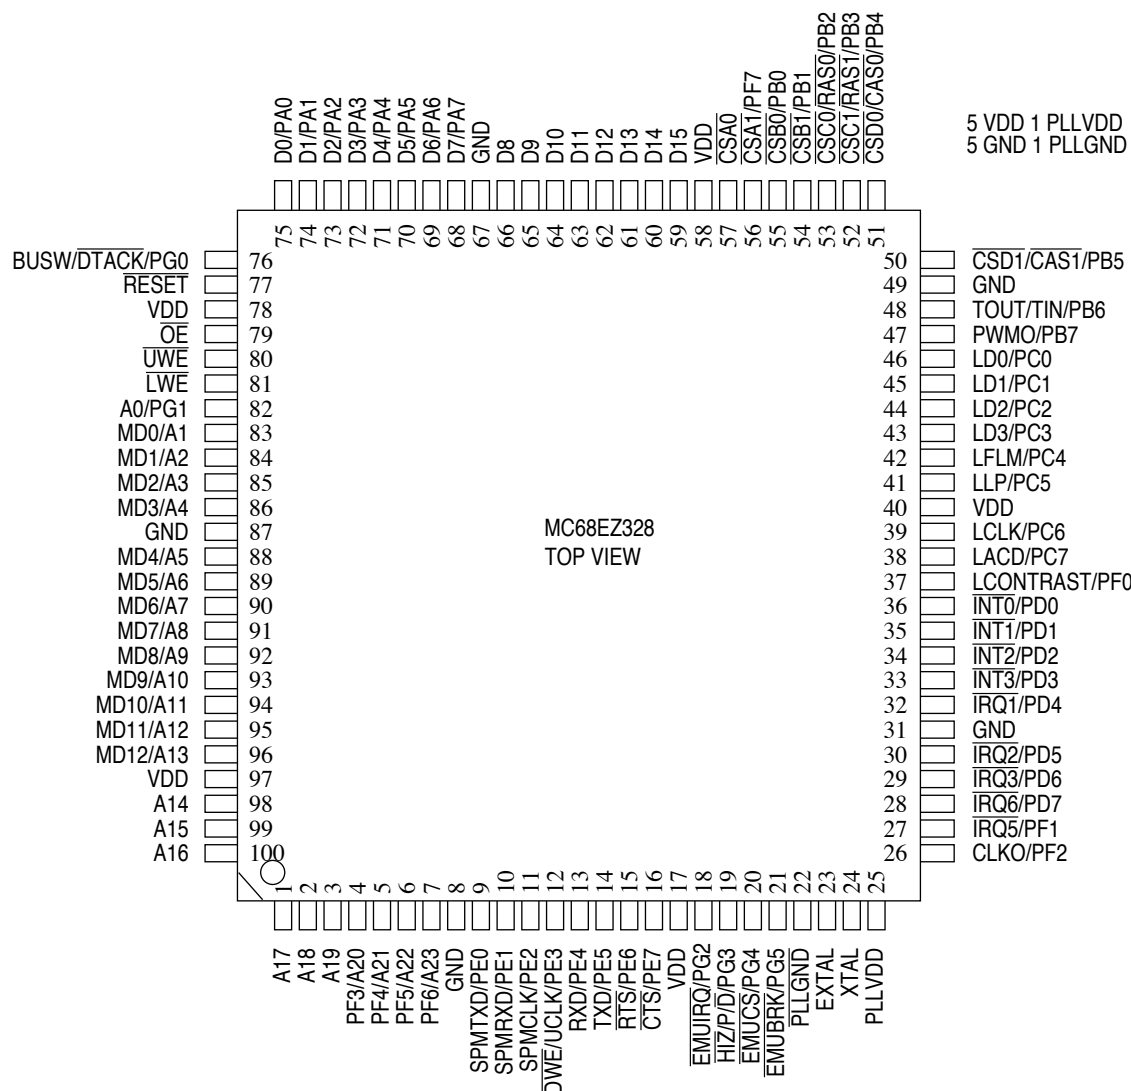 D0/PA0
D1/PA1
D2/PA2
D3/PA3
D4/PA4
D5/PA5
D6/PA6
D7/PA7
GND
D8
D9
D10
D11
D12
D13
D14
D15
VDD
CSA0
CSA1/PF7
CSB0/PB0
CSB1/PB1
CSC0/RAS0/PB2
CSC1/RAS1/PB3
CSD0/CAS0/PB4
5 VDD 1 PLLVDD
5 GND 1 PLLGND
75 74 73 72 71 70 69 68 67 66 65 64 63 62 61 60 59 58 57 56 55 54 53 52 51
BUSW/DTACK/PG0 76
RESET 77
VDD 78
OE 79
UWE 80
LWE 81
A0/PG1 82
MD0/A1 83
MD1/A2 84
MD2/A3 85
MD3/A4 86
GND 87
MD4/A5 88
MD5/A6 89
MD6/A7 90
MD7/A8 91
MD8/A9 92
MD9/A10 93
MD10/A11 94
MD11/A12 95
MD12/A13 96
VDD 97
A14 98
A15 99
A16 100
MC68EZ328
TOP VIEW
50 CSD1/CAS1/PB5
49 GND
48 TOUT/TIN/PB6
47 PWMO/PB7
46 LD0/PC0
45 LD1/PC1
44 LD2/PC2
43 LD3/PC3
42 LFLM/PC4
41 LLP/PC5
40 VDD
39 LCLK/PC6
38 LACD/PC7
37 LCONTRAST/PF0
36 INT0/PD0
35 INT1/PD1
34 INT2/PD2
33 INT3/PD3
32 IRQ1/PD4
31 GND
30 IRQ2/PD5
29 IRQ3/PD6
28 IRQ6/PD7
27 IRQ5/PF1
26 CLKO/PF2
1 2 3 4 5 6 7 8 9 10 11 12 13 14 15 16 17 18 19 20 21 22 23 24 25
A17
A18
A19
PF3/A20
PF4/A21
PF5/A22
PF6/A23
GND
SPMTXD/PE0
SPMRXD/PE1
SPMCLK/PE2
DWE/UCLK/PE3
RXD/PE4
TXD/PE5
RTS/PE6
CTS/PE7
VDD
EMUIRQ/PG2
HIZ/P/D/PG3
EMUCS/PG4
EMUBRK/PG5
PLLGND
EXTAL
XTAL
PLLVDD